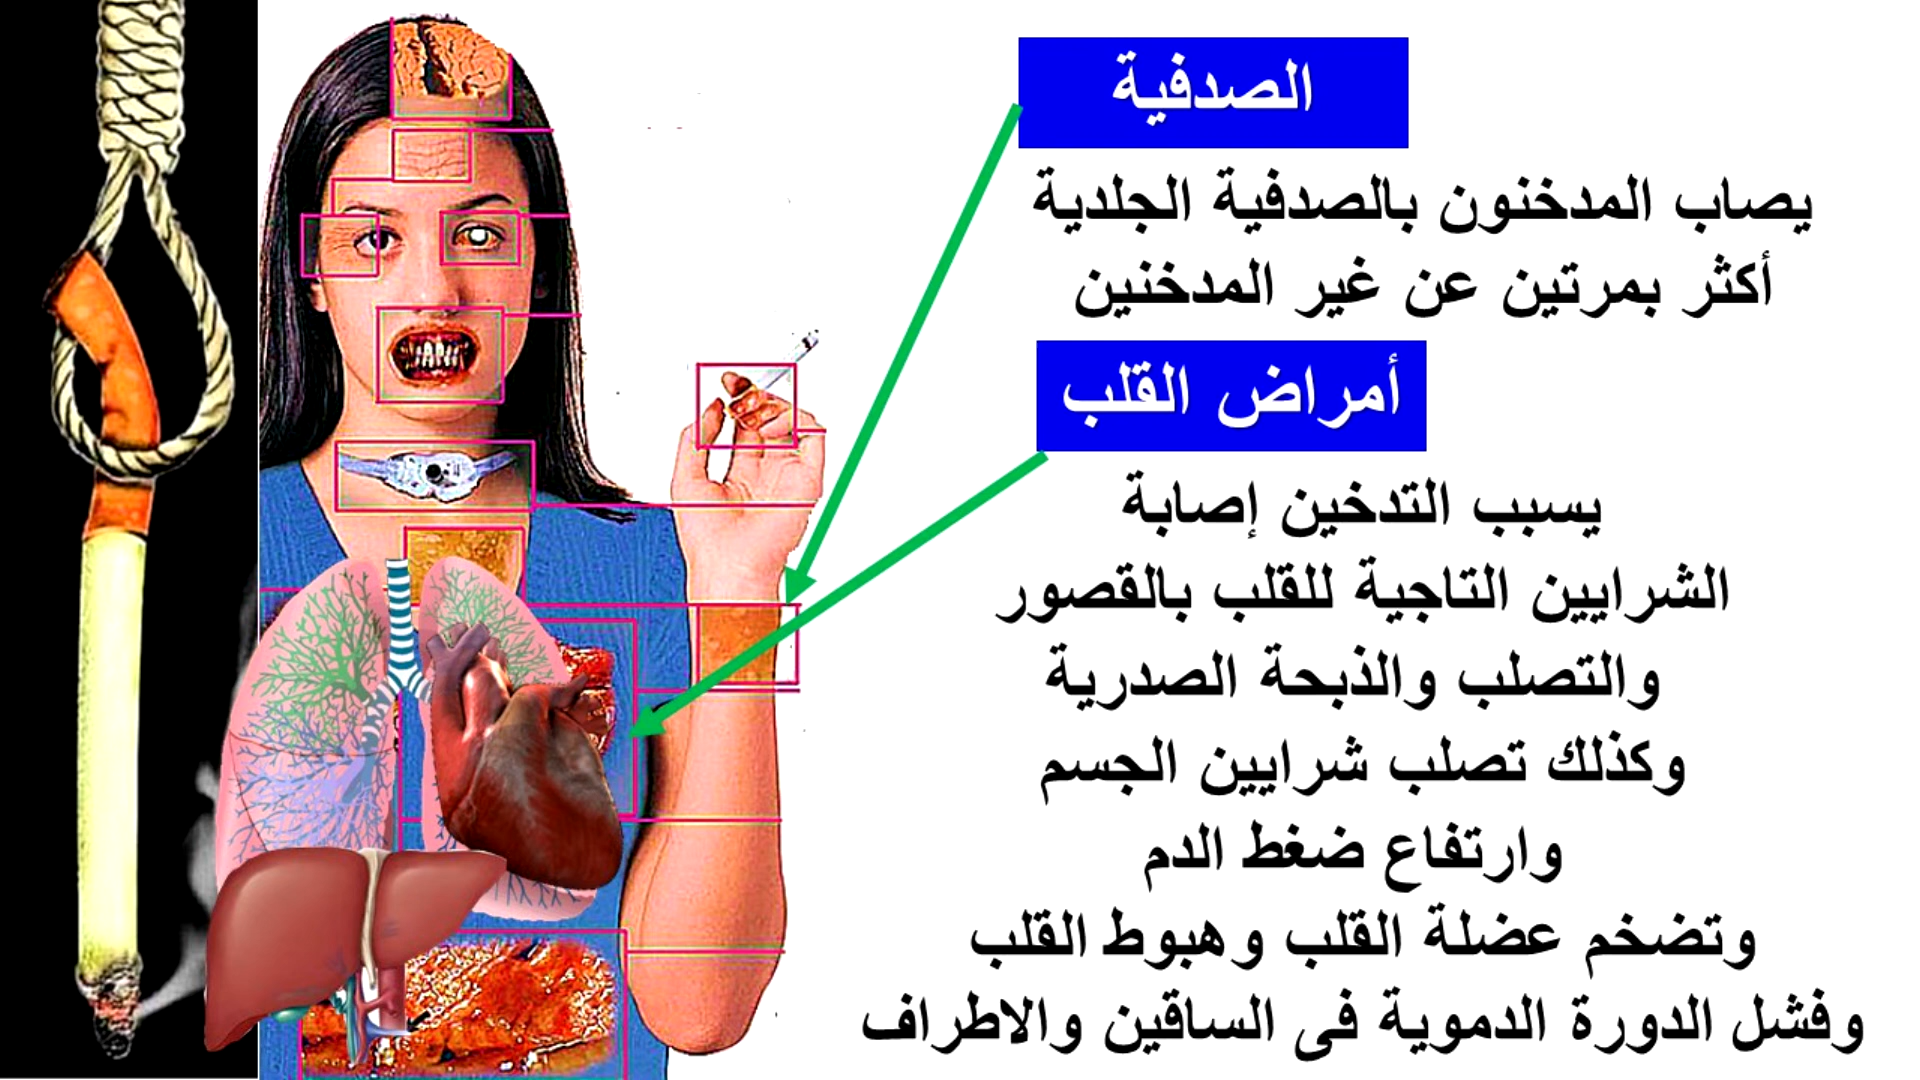 الصدفية
يصاب المدخنون بالصدفية الجلدية
أكثر بمرتين عن غير المدخنين
أمراض القلب
يسبب التدخين إصابة
الشرايين التاجية للقلب بالقصور
والتصلب والذبحة الصدرية
وكذلك تصلب شرايين الجسم
وارتفاع ضغط الدم
وتضخم عضلة القلب وهبوط القلب
وفشل الدورة الدموية فى الساقين والاطراف